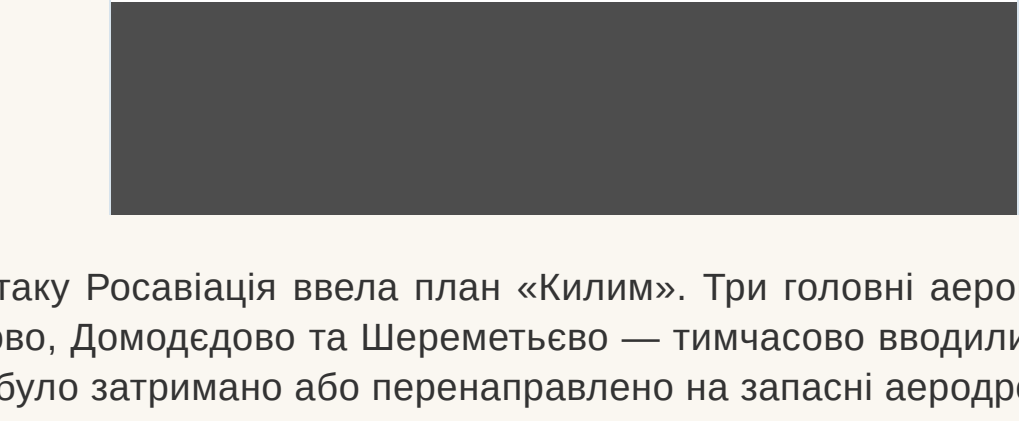 таку Росавіація ввела план «Килим». Три головні аеро
ово, Домодєдово та Шереметьєво — тимчасово вводили
було затримано або перенаправлено на запасні аеродро